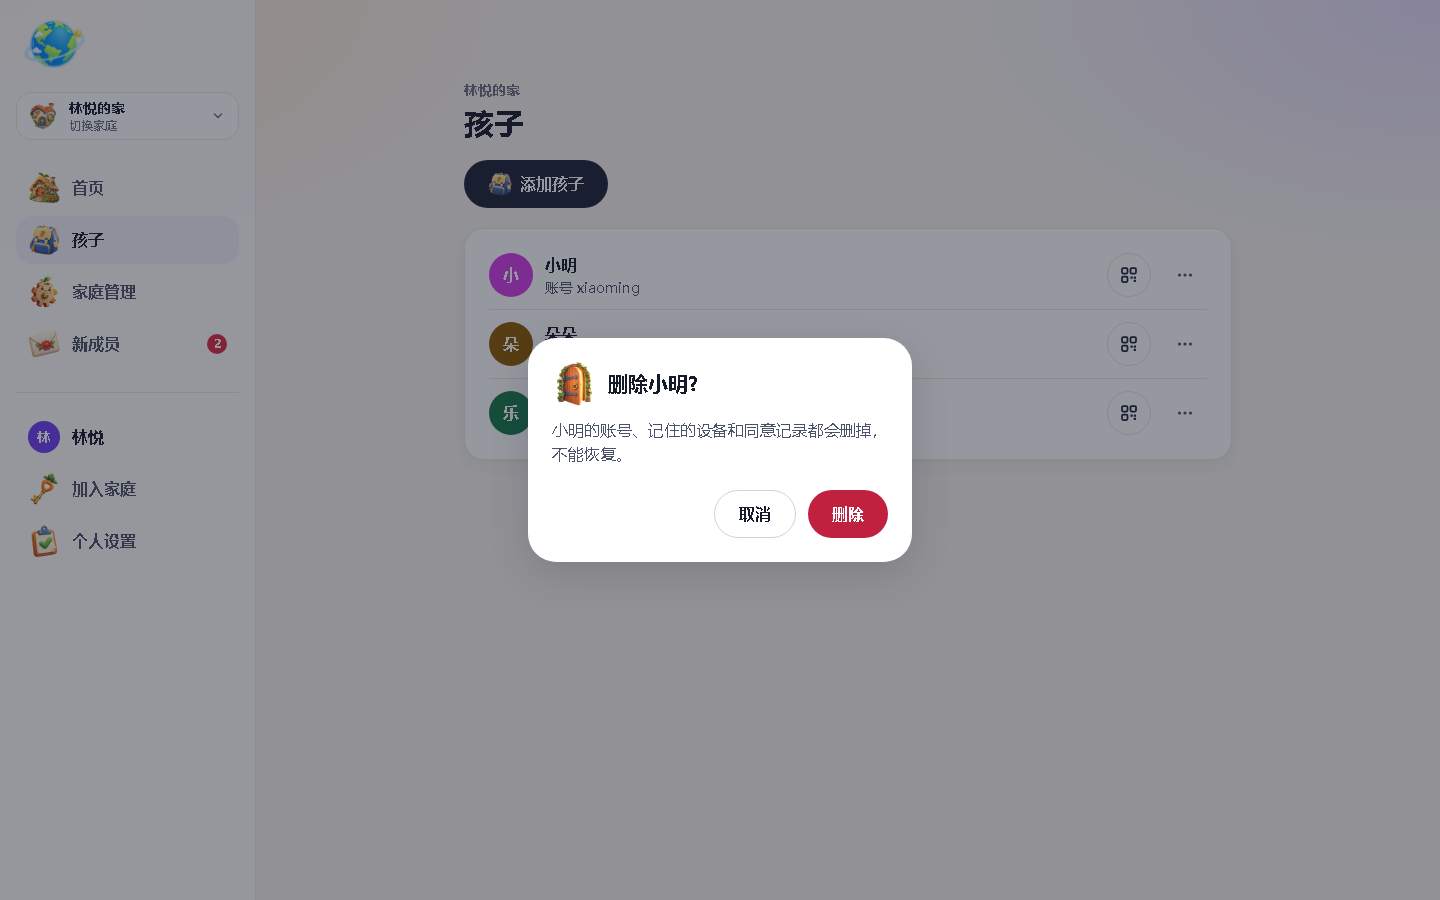 林悦的家
切换家庭
首页
孩子
家庭管理
新成员
2
林
林悦
加入家庭
个人设置
林悦的家
孩子
添加孩子
小
小明
账号 xiaoming
朵
朵朵
乐
删除小明?
小明的账号、记住的设备和同意记录都会删掉，
不能恢复。
取消
删除